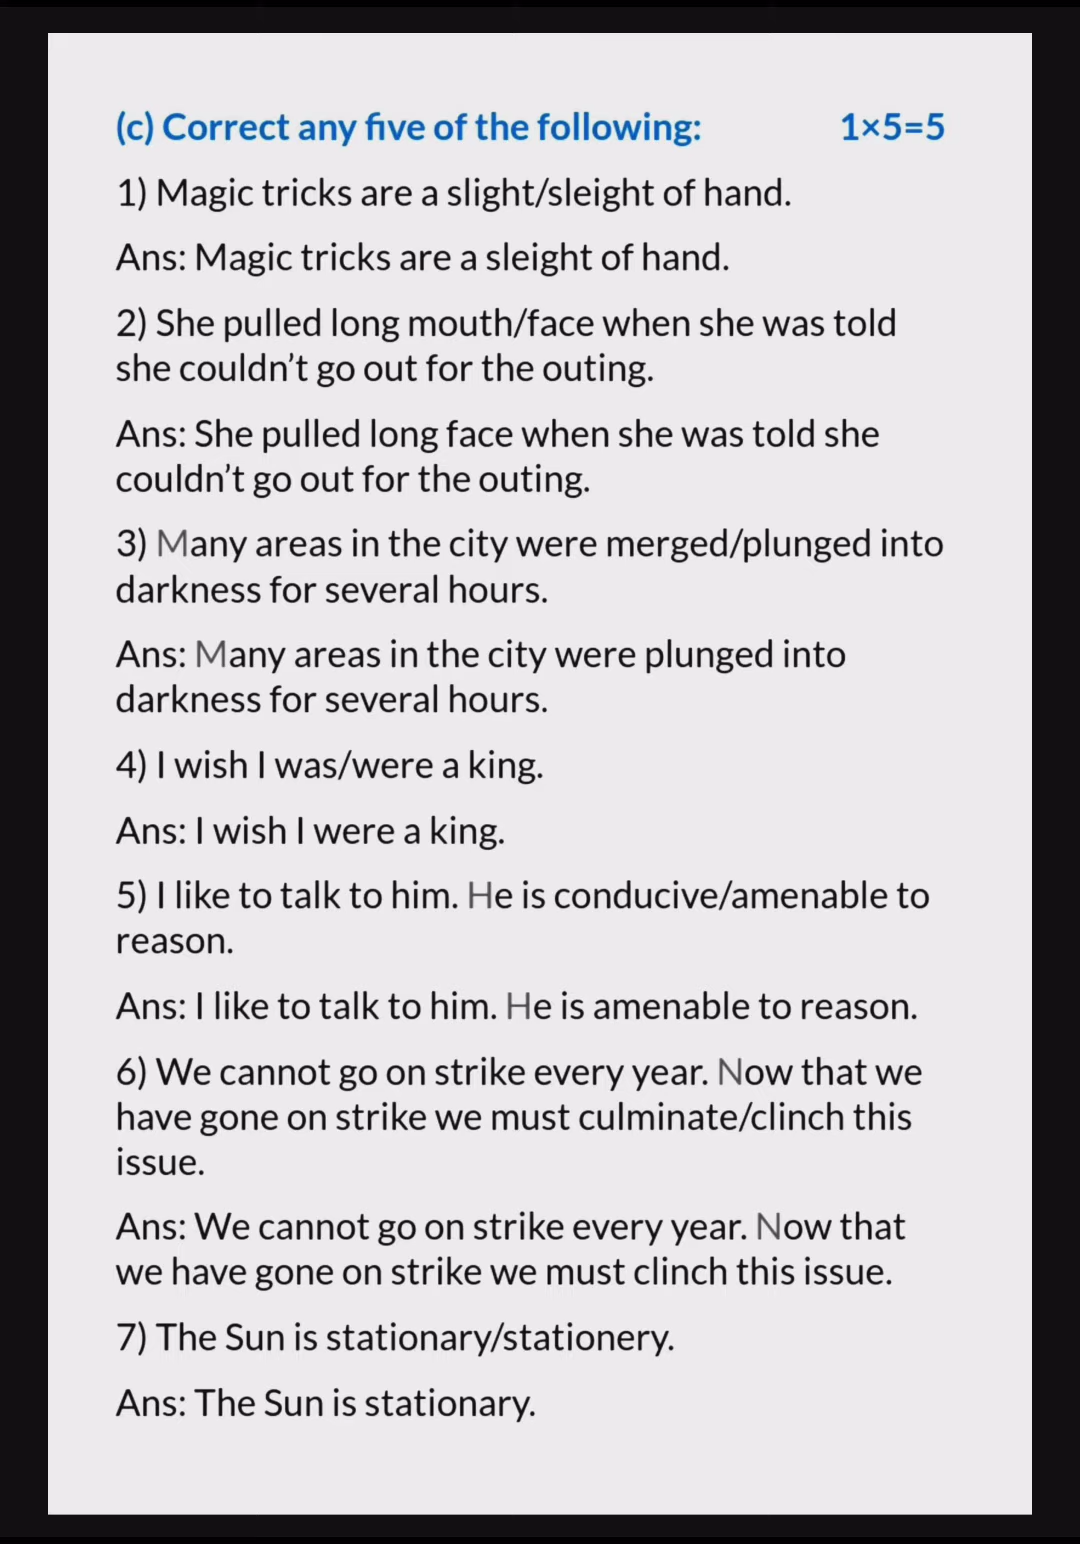 (c) Correct any five of the following: 1×5=5
1) Magic tricks are a slight/sleight of hand.
Ans: Magic tricks are a sleight of hand.
2) She pulled long mouth/face when she was told
she couldn’t go out for the outing.
Ans: She pulled long face when she was told she
couldn’t go out for the outing.
3) Many areas in the city were merged/plunged into
darkness for several hours.
Ans: Many areas in the city were plunged into
darkness for several hours.
4) I wish I was/were a king.
Ans: I wish I were a king.
5) I like to talk to him. He is conducive/amenable to
reason.
Ans: I like to talk to him. He is amenable to reason.
6) We cannot go on strike every year. Now that we
have gone on strike we must culminate/clinch this
issue.
Ans: We cannot go on strike every year. Now that
we have gone on strike we must clinch this issue.
7) The Sun is stationary/stationery.
Ans: The Sun is stationary.